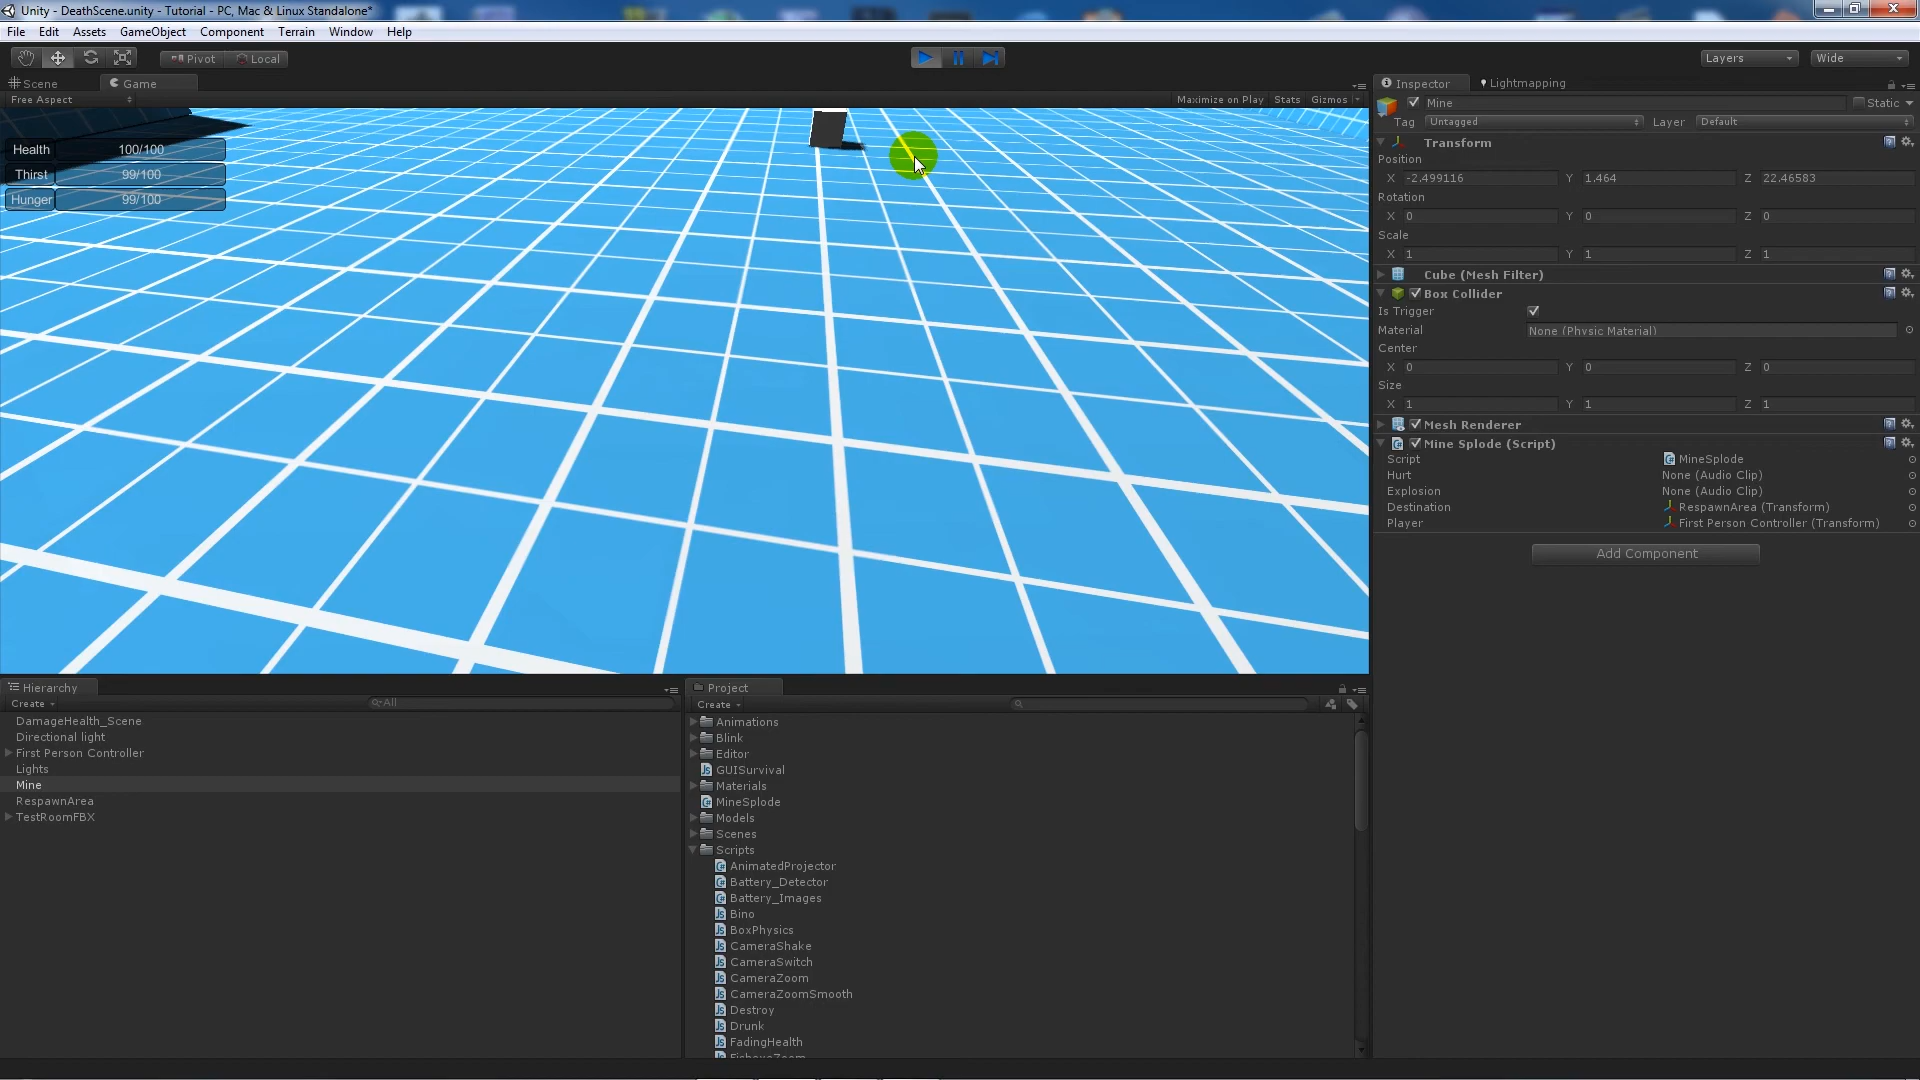 Unity - DeathScene.unity - Tutorial - PC, Mac & Linux Standalone*
File Edit Assets GameObject Component Terrain Window Help
Pivot Local Layers Wide
Scene Game
Free Aspect Maximize on Play Stats Gizmos
Health 100/100
Thirst 99/100
Hunger 99/100
Inspector Lightmapping
Mine Static
Tag Untagged Layer Default
Transform
Position
X -2.499116 Y 1.464 Z 22.46583
Rotation
X 0 Y 0 Z 0
Scale
X 1 Y 1 Z 1
Cube (Mesh Filter)
Box Collider
Is Trigger
Material None (Physic Material)
Center
X 0 Y 0 Z 0
Size
X 1 Y 1 Z 1
Mesh Renderer
Mine Splode (Script)
Script MineSplode
Hurt None (Audio Clip)
Explosion None (Audio Clip)
Destination RespawnArea (Transform)
Player First Person Controller (Transform)
Add Component
Hierarchy
Create All
DamageHealth_Scene
Directional light
First Person Controller
Lights
Mine
RespawnArea
TestRoomFBX
Project
Create
Animations
Blink
Editor
GUISurvival
Materials
MineSplode
Models
Scenes
Scripts
AnimatedProjector
Battery_Detector
Battery_Images
Bino
BoxPhysics
CameraShake
CameraSwitch
CameraZoom
CameraZoomSmooth
Destroy
Drunk
FadingHealth